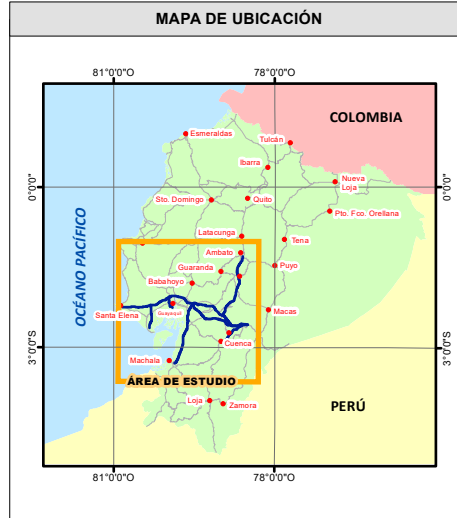 MAPA DE UBICACIÓN
81°0'0"O
78°0'0"O
COLOMBIA
Esmeraldas
Tulcán
Ibarra
Nueva
Loja
0°0'0"
0°0'0"
Sto. Domingo
Quito
Pto. Fco. Orellana
OCÉANO PACÍFICO
Latacunga
Tena
Ambato
Guaranda
Puyo
Babahoyo
Santa Elena
Guayaquil
Macas
3°0'0"S
3°0'0"S
Cuenca
Machala
ÁREA DE ESTUDIO
Loja
Zamora
PERÚ
81°0'0"O
78°0'0"O